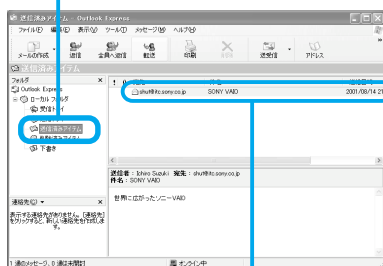 送信済みアイテム - Outlook Express
ファイル(F) 編集(E) 表示(V) ツール(T) メッセージ(M) ヘルプ(H)
メールの作成 返信 全員へ返信 転送 印刷 削除 送受信 アドレス
送信済みアイテム
フォルダ
Outlook Express
ローカル フォルダ
受信トレイ
送信済みアイテム
下書き
shut@itc.sony.co.jp SONY VAIO 2001/08/14 21
送信者 : Ichiro Suzuki 宛先 : shut@itc.sony.co.jp
件名 : SONY VAIO
世界に広がったソニーVAIO
連絡先(C)
表示する連絡先がありません。[連絡先]
をクリックすると、新しい連絡先を作成しま
す。
1 通のメッセージ、0 通は未開封 オンライン中